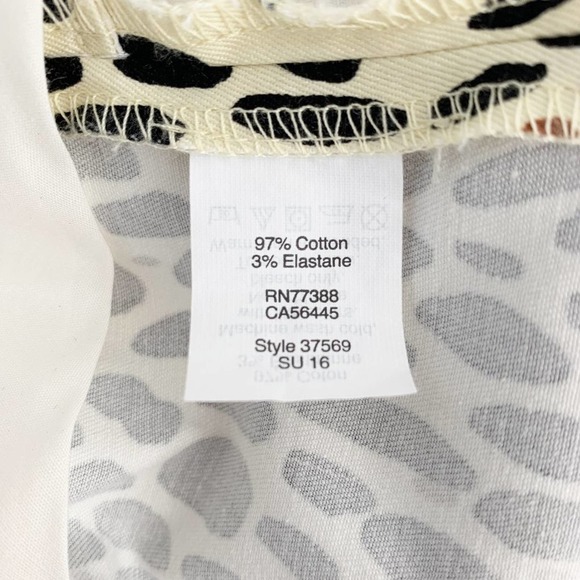 97% Cotton
3% Elastane
RN77388
CA56445
Style 37569
SU 16